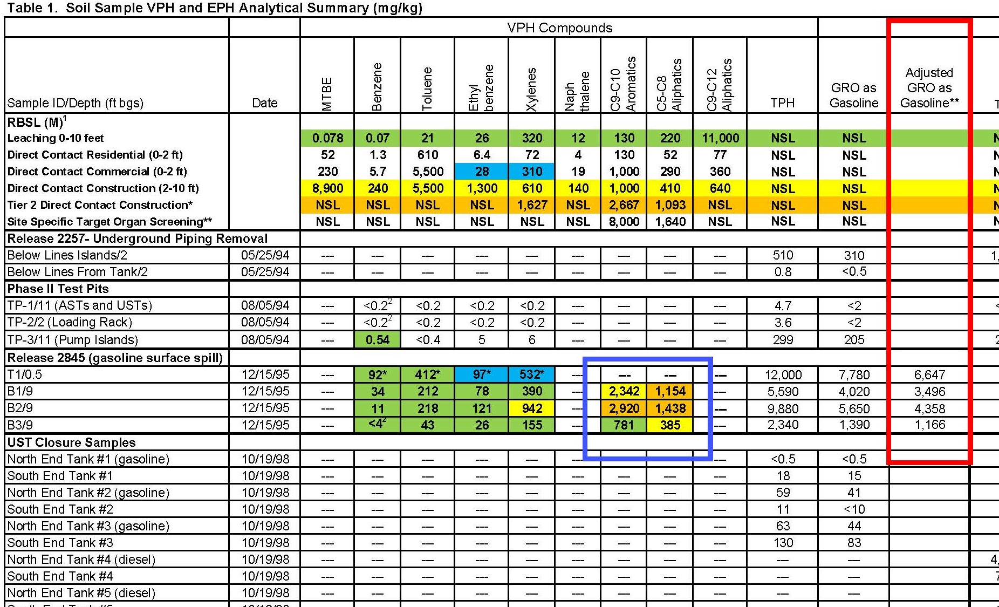 Table 1. Soil Sample VPH and EPH Analytical Summary (mg/kg)
VPH Compounds
Sample ID/Depth (ft bgs) Date MTBE Benzene Toluene Ethyl benzene Xylenes Naph thalene C9-C10 Aromatics C5-C8 Aliphatics C9-C12 Aliphatics TPH GRO as Gasoline Adjusted GRO as Gasoline**
RBSL (M)1
Leaching 0-10 feet 0.078 0.07 21 26 320 12 130 220 11,000 NSL NSL
Direct Contact Residential (0-2 ft) 52 1.3 610 6.4 72 4 130 52 77 NSL NSL
Direct Contact Commercial (0-2 ft) 230 5.7 5,500 28 310 19 1,000 290 360 NSL NSL
Direct Contact Construction (2-10 ft) 8,900 240 5,500 1,300 610 140 1,000 410 640 NSL NSL
Tier 2 Direct Contact Construction* NSL NSL NSL NSL 1,627 NSL 2,667 1,093 NSL NSL NSL
Site Specific Target Organ Screening** NSL NSL NSL NSL NSL NSL 8,000 1,640 NSL NSL NSL
Release 2257- Underground Piping Removal
Below Lines Islands/2 05/25/94 --- --- --- --- --- --- --- --- --- 510 310
Below Lines From Tank/2 05/25/94 --- --- --- --- --- --- --- --- --- 0.8 <0.5
Phase II Test Pits
TP-1/11 (ASTs and USTs) 08/05/94 --- <0.22 <0.2 <0.2 <0.2 --- --- --- --- 4.7 <2
TP-2/2 (Loading Rack) 08/05/94 --- <0.22 <0.2 <0.2 <0.2 --- --- --- --- 3.6 <2
TP-3/11 (Pump Islands) 08/05/94 --- 0.54 <0.4 5 6 --- --- --- --- 299 205
Release 2845 (gasoline surface spill)
T1/0.5 12/15/95 --- 92* 412* 97* 532* --- --- --- --- 12,000 7,780 6,647
B1/9 12/15/95 --- 34 212 78 390 --- 2,342 1,154 --- 5,590 4,020 3,496
B2/9 12/15/95 --- 11 218 121 942 --- 2,920 1,438 --- 9,880 5,650 4,358
B3/9 12/15/95 --- <42 43 26 155 --- 781 385 --- 2,340 1,390 1,166
UST Closure Samples
North End Tank #1 (gasoline) 10/19/98 --- --- --- --- --- --- --- --- --- <0.5 <0.5
South End Tank #1 10/19/98 --- --- --- --- --- --- --- --- --- 18 15
North End Tank #2 (gasoline) 10/19/98 --- --- --- --- --- --- --- --- --- 59 41
South End Tank #2 10/19/98 --- --- --- --- --- --- --- --- --- 11 <10
North End Tank #3 (gasoline) 10/19/98 --- --- --- --- --- --- --- --- --- 63 44
South End Tank #3 10/19/98 --- --- --- --- --- --- --- --- --- 130 83
North End Tank #4 (diesel) 10/19/98 --- --- --- --- --- --- --- --- --- --- ---
South End Tank #4 10/19/98 --- --- --- --- --- --- --- --- --- --- ---
North End Tank #5 (diesel) 10/19/98 --- --- --- --- --- --- --- --- --- --- ---